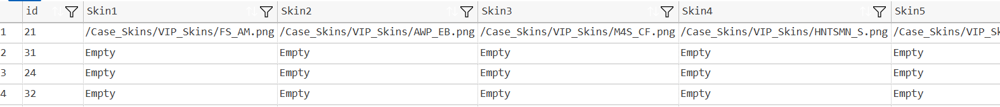 id Skin1 Skin2 Skin3 Skin4 Skin5
1 21 /Case_Skins/VIP_Skins/FS_AM.png /Case_Skins/VIP_Skins/AWP_EB.png /Case_Skins/VIP_Skins/M4S_CF.png /Case_Skins/VIP_Skins/HNTSMN_S.png /Case_Skins/VIP_Sk
2 31 Empty Empty Empty Empty Empty
3 24 Empty Empty Empty Empty Empty
4 32 Empty Empty Empty Empty Empty